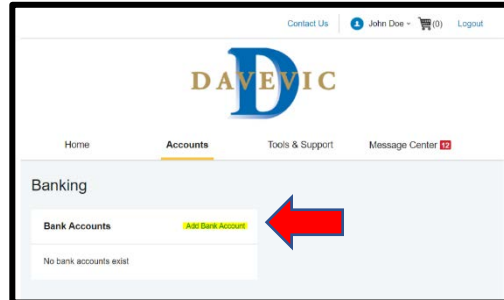 Contact Us John Doe (0) Logout
D
DAVEVIC
Home Accounts Tools & Support Message Center 12
Banking
Bank Accounts Add Bank Account
No bank accounts exist